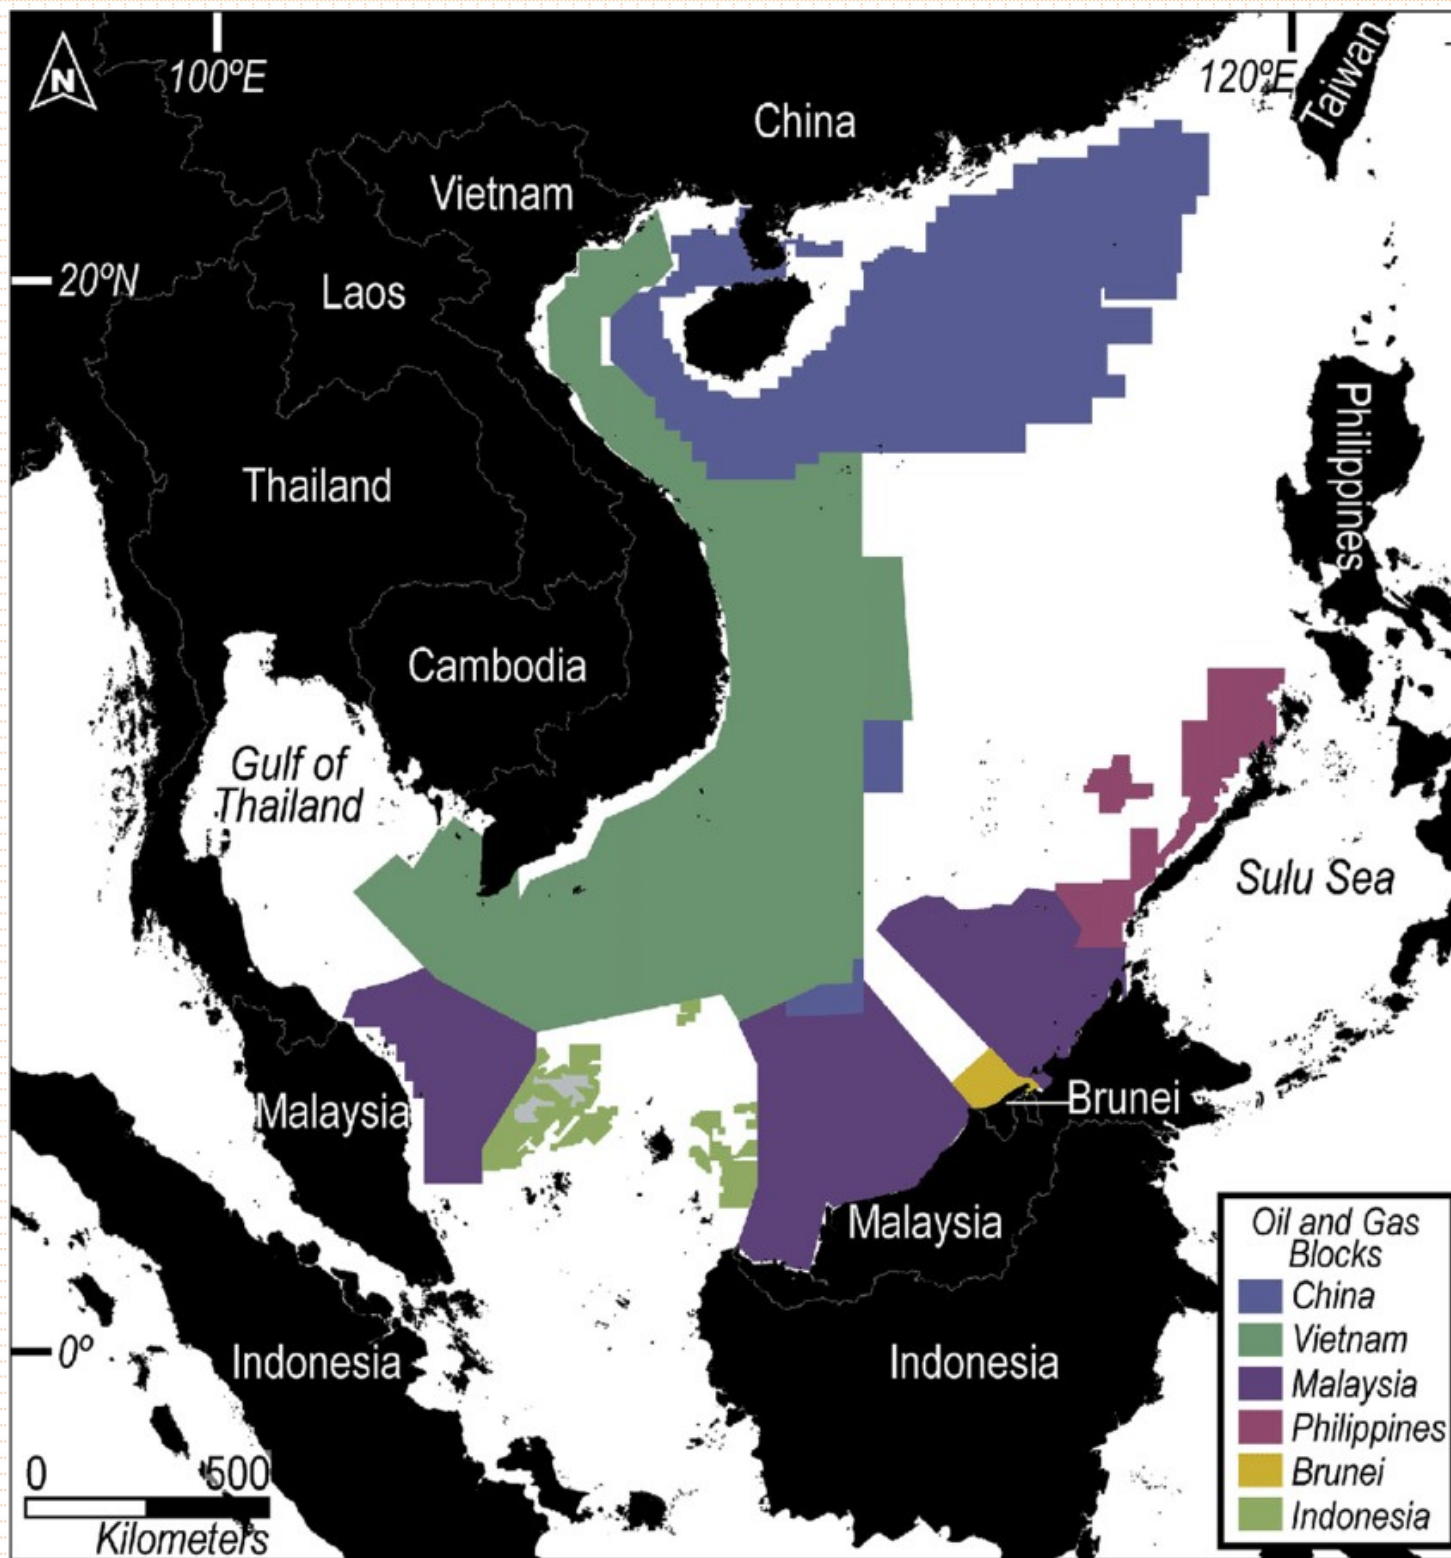 N
100ºE
120ºE
Taiwan
China
Vietnam
20ºN
Laos
Thailand
Philippines
Cambodia
Gulf of
Thailand
Sulu Sea
Malaysia
Brunei
Malaysia
0º
Indonesia
Indonesia
0 500
Kilometers
Oil and Gas
Blocks
China
Vietnam
Malaysia
Philippines
Brunei
Indonesia